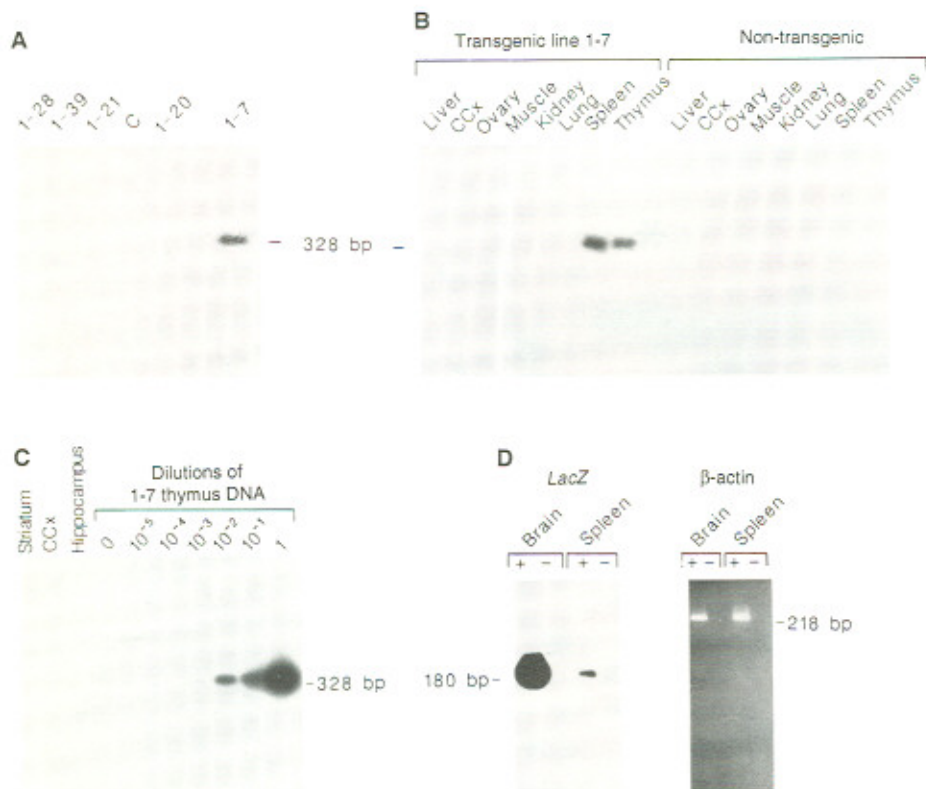 A
1-28
1-39
1-21
C
1-20
1-7
328 bp
B
Transgenic line 1-7
Non-transgenic
Liver
CCx
Ovary
Muscle
Kidney
Lung
Spleen
Thymus
Liver
CCx
Ovary
Muscle
Kidney
Lung
Spleen
Thymus
C
Striatum
CCx
Hippocampus
Dilutions of
1-7 thymus DNA
0
10⁻⁵
10⁻⁴
10⁻³
10⁻²
10⁻¹
1
-328 bp
D
LacZ
β-actin
Brain
Spleen
Brain
Spleen
+ - + -
+ - + -
180 bp-
-218 bp